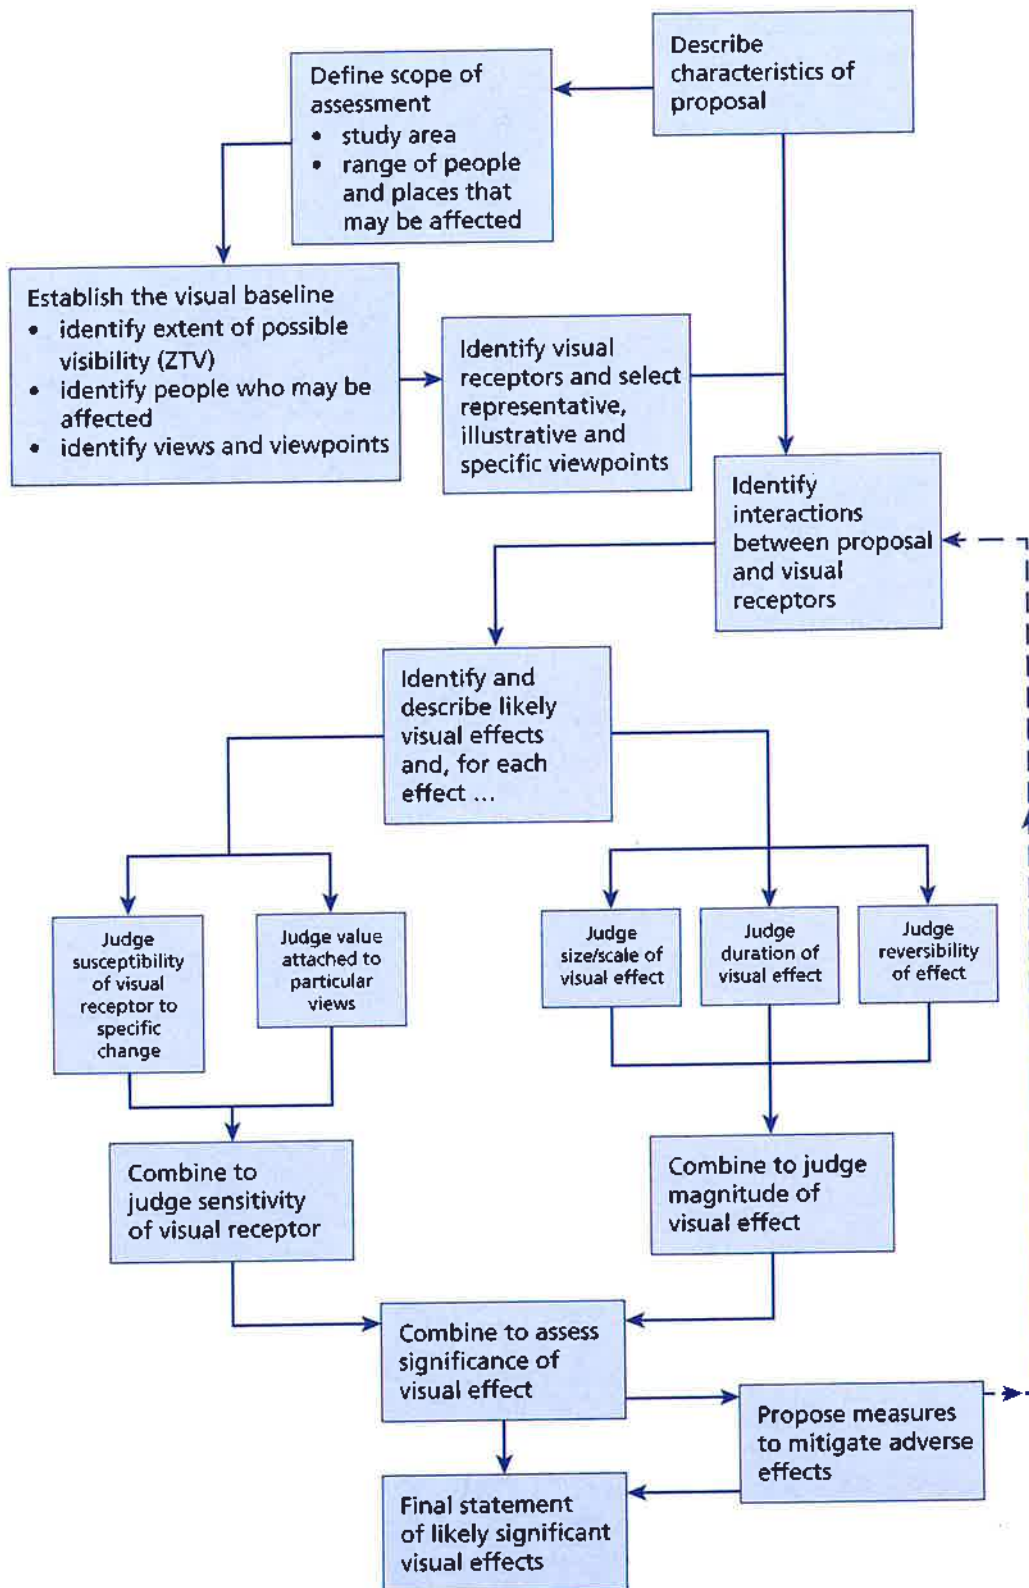 Describe
characteristics of
proposal
Define scope of
assessment
• study area
• range of people
and places that
may be affected
Establish the visual baseline
• identify extent of possible
visibility (ZTV)
• identify people who may be
affected
• identify views and viewpoints
Identify visual
receptors and select
representative,
illustrative and
specific viewpoints
Identify
interactions
between proposal
and visual
receptors
Identify and
describe likely
visual effects
and, for each
effect ...
Judge
susceptibility
of visual
receptor to
specific
change
Judge value
attached to
particular
views
Judge
size/scale of
visual effect
Judge
duration of
visual effect
Judge
reversibility
of effect
Combine to
judge sensitivity
of visual receptor
Combine to judge
magnitude of
visual effect
Combine to assess
significance of
visual effect
Propose measures
to mitigate adverse
effects
Final statement
of likely significant
visual effects